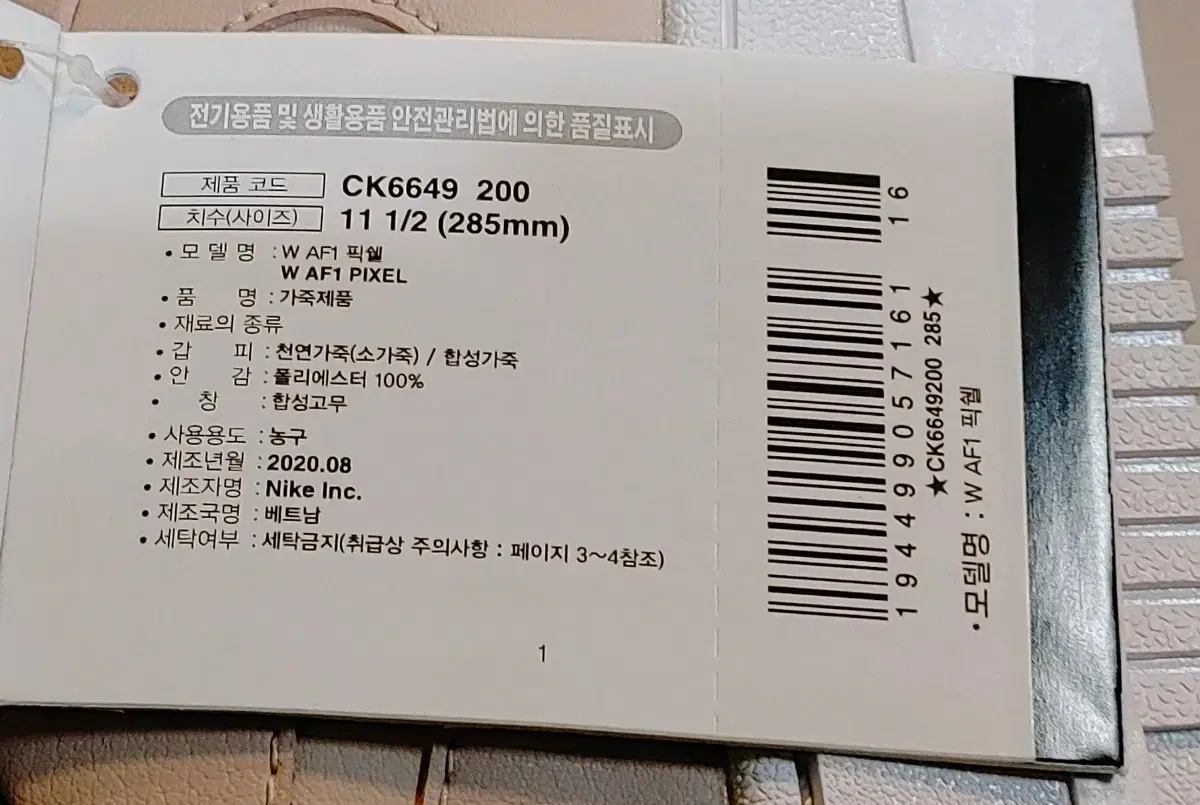 전기용품 및 생활용품 안전관리법에 의한 품질표시
제품 코드 CK6649 200
치수(사이즈) 11 1/2 (285mm)
• 모 델 명 : W AF1 픽쉘
W AF1 PIXEL
• 품 명 : 가죽제품
• 재료의 종류
• 갑 피 : 천연가죽(소가죽) / 합성가죽
• 안 감 : 폴리에스터 100%
• 창 : 합성고무
• 사용용도 : 농구
• 제조년월 : 2020.08
• 제조자명 : Nike Inc.
• 제조국명 : 베트남
• 세탁여부 : 세탁금지(취급상 주의사항 : 페이지 3~4참조)
1
194499057161 16
★CK6649200 285★
• 모델명 : W AF1 픽쉘